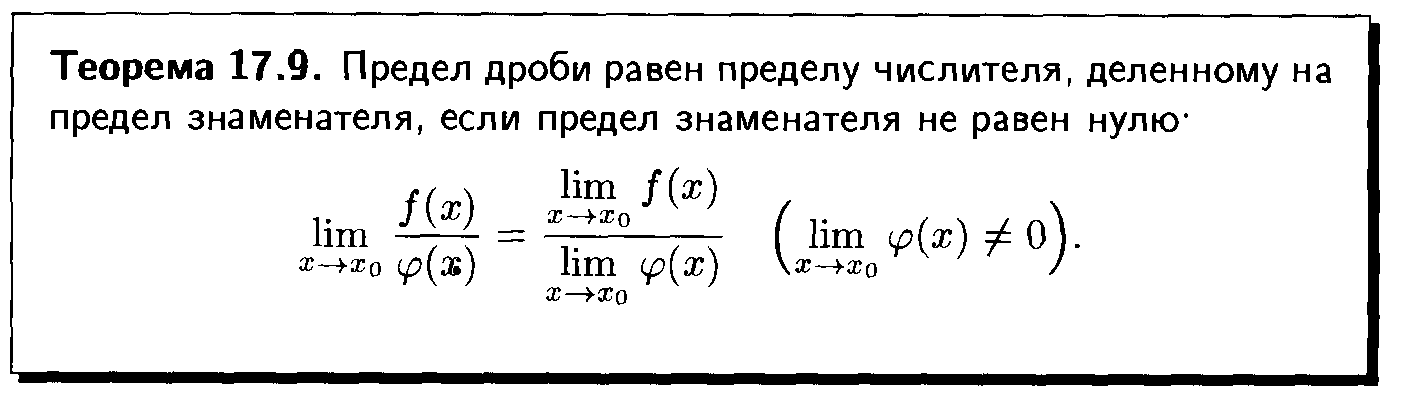 Теорема 17.9. Предел дроби равен пределу числителя, деленному на
предел знаменателя, если предел знаменателя не равен нулю·
lim_{x→x₀} f(x)/φ(x) = lim_{x→x₀} f(x) / lim_{x→x₀} φ(x) (lim_{x→x₀} φ(x) ≠ 0).